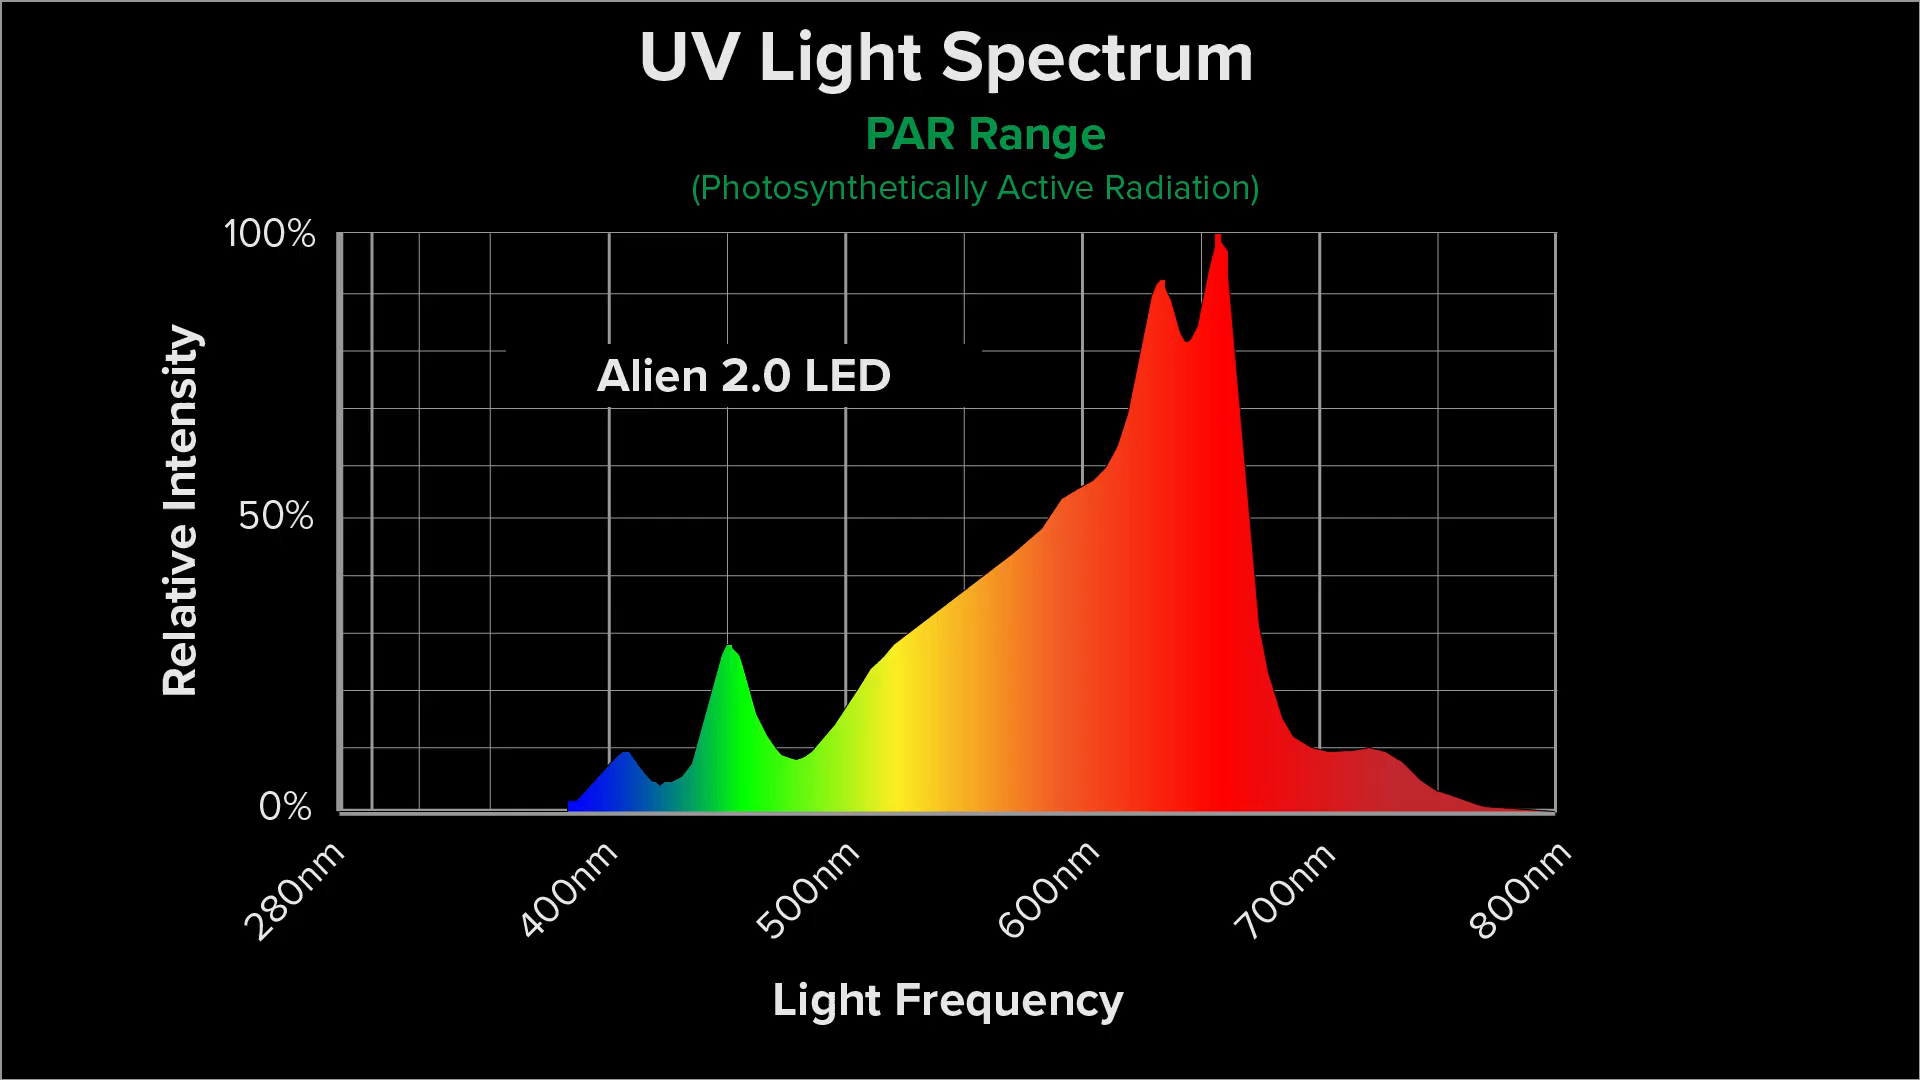 UV Light Spectrum
PAR Range
(Photosynthetically Active Radiation)
100%
Alien 2.0 LED
Relative Intensity
50%
0%
280nm
400nm
500nm
600nm
700nm
800nm
Light Frequency